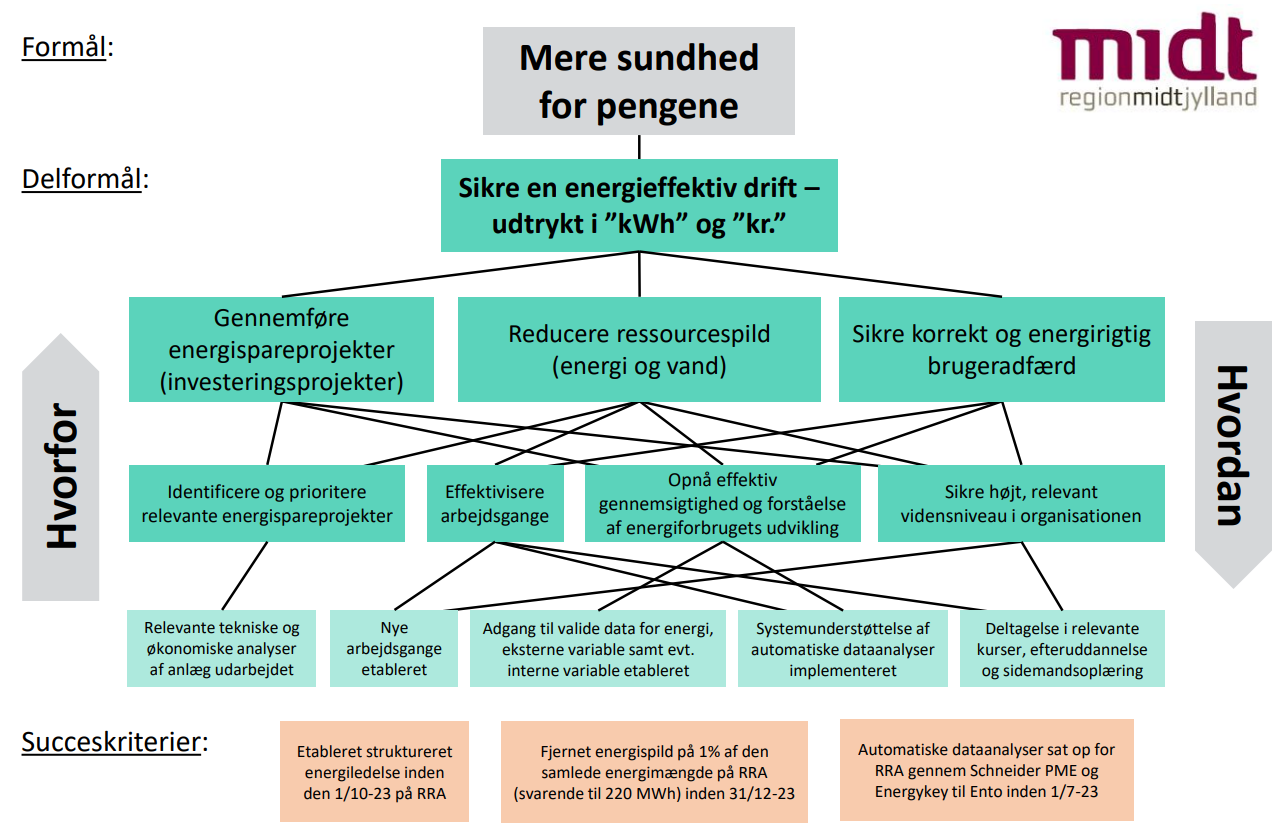 Formål:
Mere sundhed
for pengene
midt
regionmidtjylland
Delformål:
Sikre en energieffektiv drift –
udtrykt i ”kWh” og ”kr.”
Gennemføre
energispareprojekter
(investeringsprojekter)
Reducere ressourcespild
(energi og vand)
Sikre korrekt og energirigtig
brugeradfærd
Hvorfor
Hvordan
Identificere og prioritere
relevante energispareprojekter
Effektivisere
arbejdsgange
Opnå effektiv
gennemsigtighed og forståelse
af energiforbrugets udvikling
Sikre højt, relevant
vidensniveau i organisationen
Relevante tekniske og
økonomiske analyser
af anlæg udarbejdet
Nye
arbejdsgange
etableret
Adgang til valide data for energi,
eksterne variable samt evt.
interne variable etableret
Systemunderstøttelse af
automatiske dataanalyser
implementeret
Deltagelse i relevante
kurser, efteruddannelse
og sidemandsoplæring
Succeskriterier:
Etableret struktureret
energiledelse inden
den 1/10-23 på RRA
Fjernet energispild på 1% af den
samlede energimængde på RRA
(svarende til 220 MWh) inden 31/12-23
Automatiske dataanalyser sat op for
RRA gennem Schneider PME og
Energykey til Ento inden 1/7-23